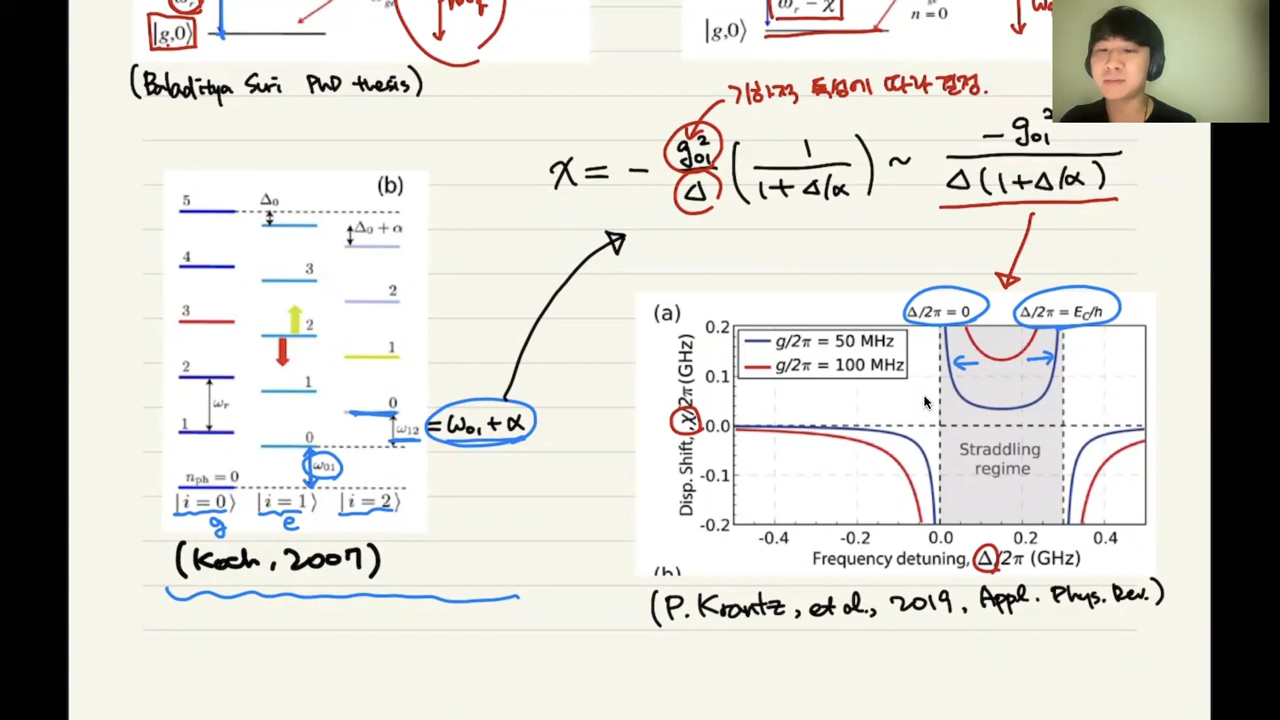 |g,0⟩
ω_r − χ
n = 0
|g,0⟩
(Baladitya Suri PhD thesis)
기하적 특성에 따라 결정.
χ = − g₀₁²/Δ (1/(1+Δ/α)) ~ −g₀₁²/(Δ(1+Δ/α))
(b)
5 Δ₀
Δ₀ + α
4 3
2
3 2
1
2 1
ω_r 0
1 ω₁₂ = ω₀₁ + α
0
n_ph = 0 ω₀₁
|i = 0⟩ |i = 1⟩ |i = 2⟩
g e
(Koch, 2007)
(a) Δ/2π = 0 Δ/2π = E_C/h
g/2π = 50 MHz
g/2π = 100 MHz
Disp. Shift, χ/2π (GHz)
0.2
0.1
0.0
-0.1
-0.2
Straddling
regime
-0.4 -0.2 0.0 0.2 0.4
Frequency detuning, Δ/2π (GHz)
(P. Krantz, et al., 2019, Appl. Phys. Rev.)